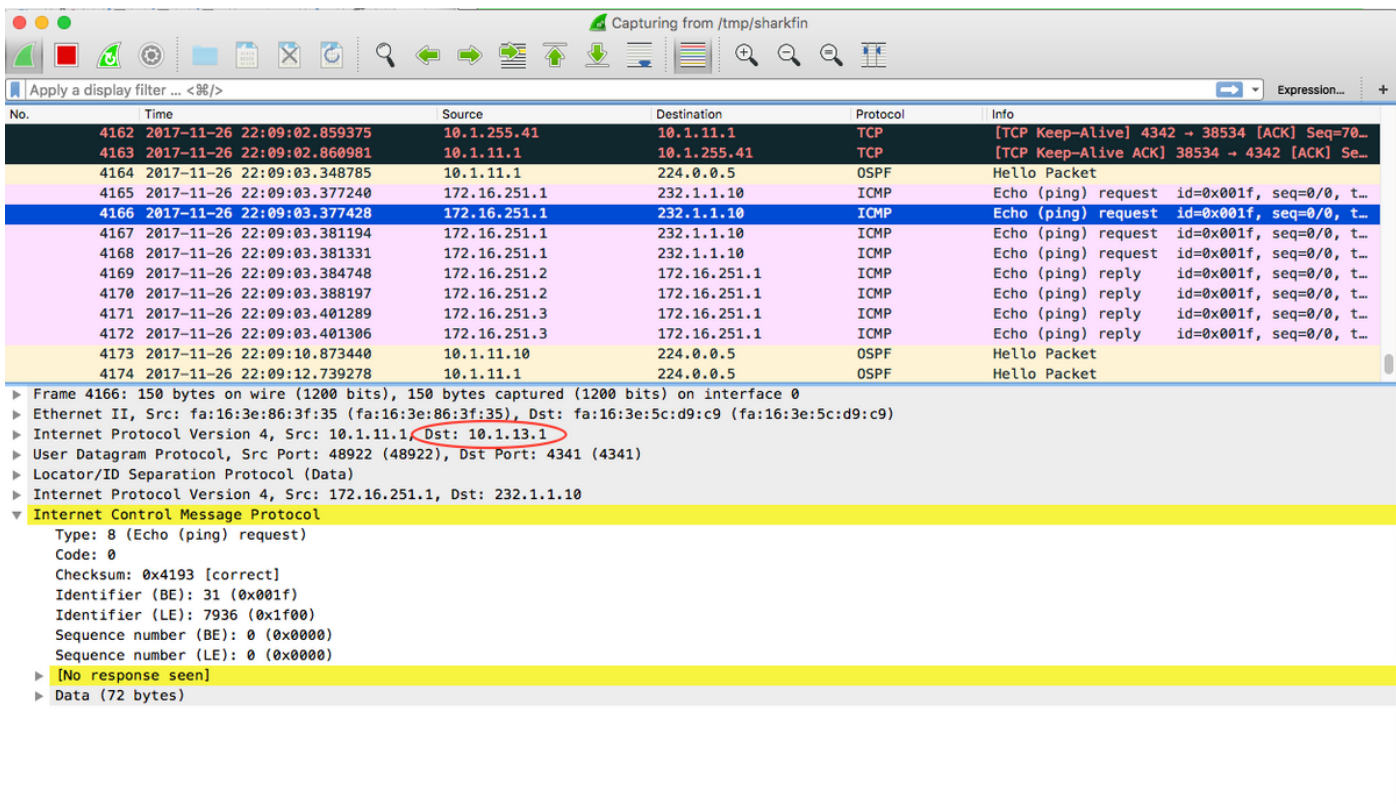 Capturing from /tmp/sharkfin
Apply a display filter ... <⌘/>
Expression... +
No. Time Source Destination Protocol Info
4162 2017-11-26 22:09:02.859375 10.1.255.41 10.1.11.1 TCP [TCP Keep-Alive] 4342 → 38534 [ACK] Seq=70…
4163 2017-11-26 22:09:02.860981 10.1.11.1 10.1.255.41 TCP [TCP Keep-Alive ACK] 38534 → 4342 [ACK] Se…
4164 2017-11-26 22:09:03.348785 10.1.11.1 224.0.0.5 OSPF Hello Packet
4165 2017-11-26 22:09:03.377240 172.16.251.1 232.1.1.10 ICMP Echo (ping) request id=0x001f, seq=0/0, t…
4166 2017-11-26 22:09:03.377428 172.16.251.1 232.1.1.10 ICMP Echo (ping) request id=0x001f, seq=0/0, t…
4167 2017-11-26 22:09:03.381194 172.16.251.1 232.1.1.10 ICMP Echo (ping) request id=0x001f, seq=0/0, t…
4168 2017-11-26 22:09:03.381331 172.16.251.1 232.1.1.10 ICMP Echo (ping) request id=0x001f, seq=0/0, t…
4169 2017-11-26 22:09:03.384748 172.16.251.2 172.16.251.1 ICMP Echo (ping) reply id=0x001f, seq=0/0, t…
4170 2017-11-26 22:09:03.388197 172.16.251.2 172.16.251.1 ICMP Echo (ping) reply id=0x001f, seq=0/0, t…
4171 2017-11-26 22:09:03.401289 172.16.251.3 172.16.251.1 ICMP Echo (ping) reply id=0x001f, seq=0/0, t…
4172 2017-11-26 22:09:03.401306 172.16.251.3 172.16.251.1 ICMP Echo (ping) reply id=0x001f, seq=0/0, t…
4173 2017-11-26 22:09:10.873440 10.1.11.10 224.0.0.5 OSPF Hello Packet
4174 2017-11-26 22:09:12.739278 10.1.11.1 224.0.0.5 OSPF Hello Packet
Frame 4166: 150 bytes on wire (1200 bits), 150 bytes captured (1200 bits) on interface 0
Ethernet II, Src: fa:16:3e:86:3f:35 (fa:16:3e:86:3f:35), Dst: fa:16:3e:5c:d9:c9 (fa:16:3e:5c:d9:c9)
Internet Protocol Version 4, Src: 10.1.11.1, Dst: 10.1.13.1
User Datagram Protocol, Src Port: 48922 (48922), Dst Port: 4341 (4341)
Locator/ID Separation Protocol (Data)
Internet Protocol Version 4, Src: 172.16.251.1, Dst: 232.1.1.10
Internet Control Message Protocol
Type: 8 (Echo (ping) request)
Code: 0
Checksum: 0x4193 [correct]
Identifier (BE): 31 (0x001f)
Identifier (LE): 7936 (0x1f00)
Sequence number (BE): 0 (0x0000)
Sequence number (LE): 0 (0x0000)
[No response seen]
Data (72 bytes)